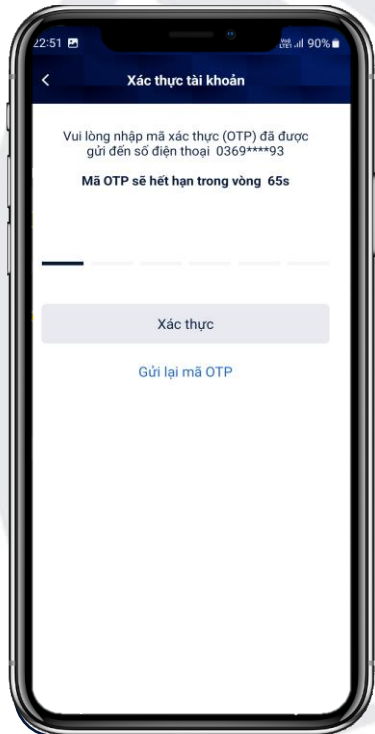 22:51 90%
Xác thực tài khoản
Vui lòng nhập mã xác thực (OTP) đã được
gửi đến số điện thoại 0369****93
Mã OTP sẽ hết hạn trong vòng 65s
Xác thực
Gửi lại mã OTP